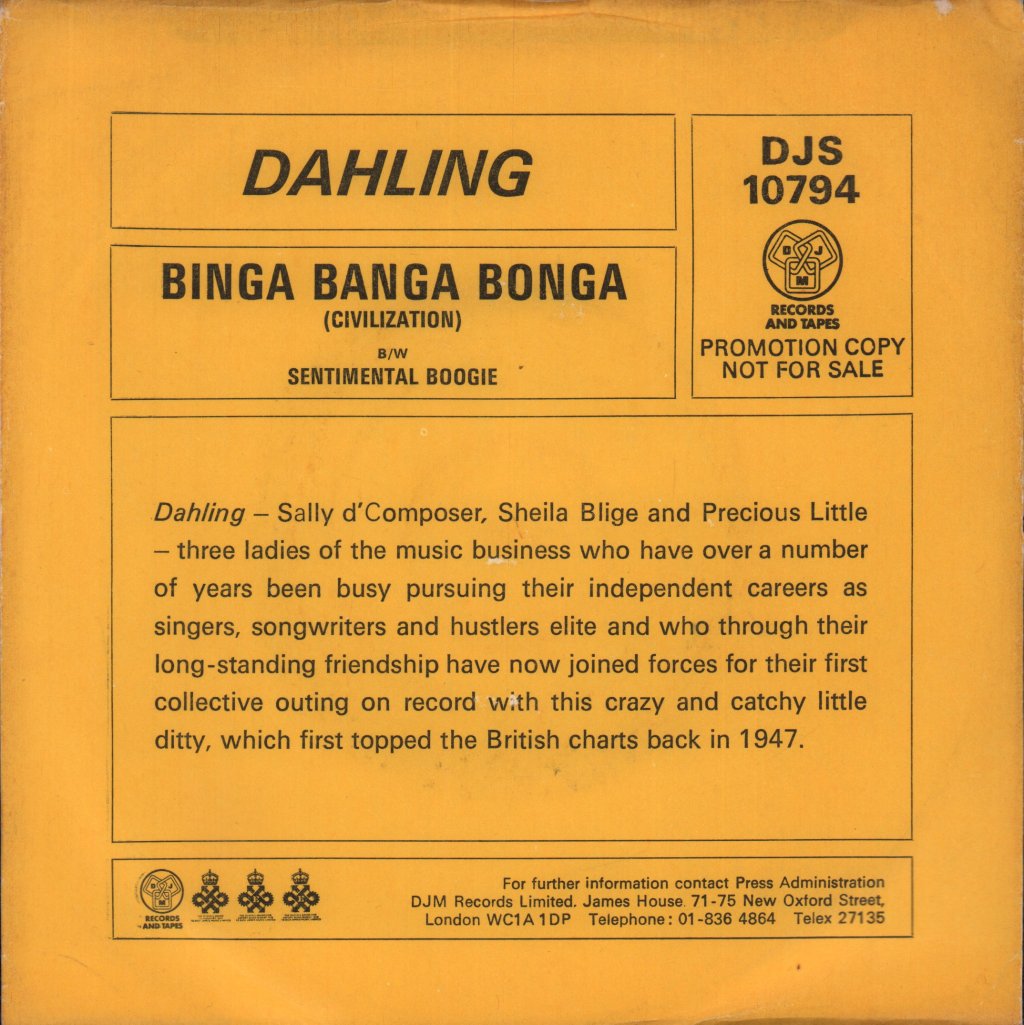 DAHLING
DJS
10794
D J
M
RECORDS
AND TAPES
PROMOTION COPY
NOT FOR SALE
BINGA BANGA BONGA
(CIVILIZATION)
B/W
SENTIMENTAL BOOGIE
Dahling – Sally d'Composer, Sheila Blige and Precious Little
– three ladies of the music business who have over a number
of years been busy pursuing their independent careers as
singers, songwriters and hustlers elite and who through their
long-standing friendship have now joined forces for their first
collective outing on record with this crazy and catchy little
ditty, which first topped the British charts back in 1947.
D J
M
RECORDS
AND TAPES
For further information contact Press Administration
DJM Records Limited. James House. 71-75 New Oxford Street,
London WC1A 1DP Telephone: 01-836 4864 Telex 27135